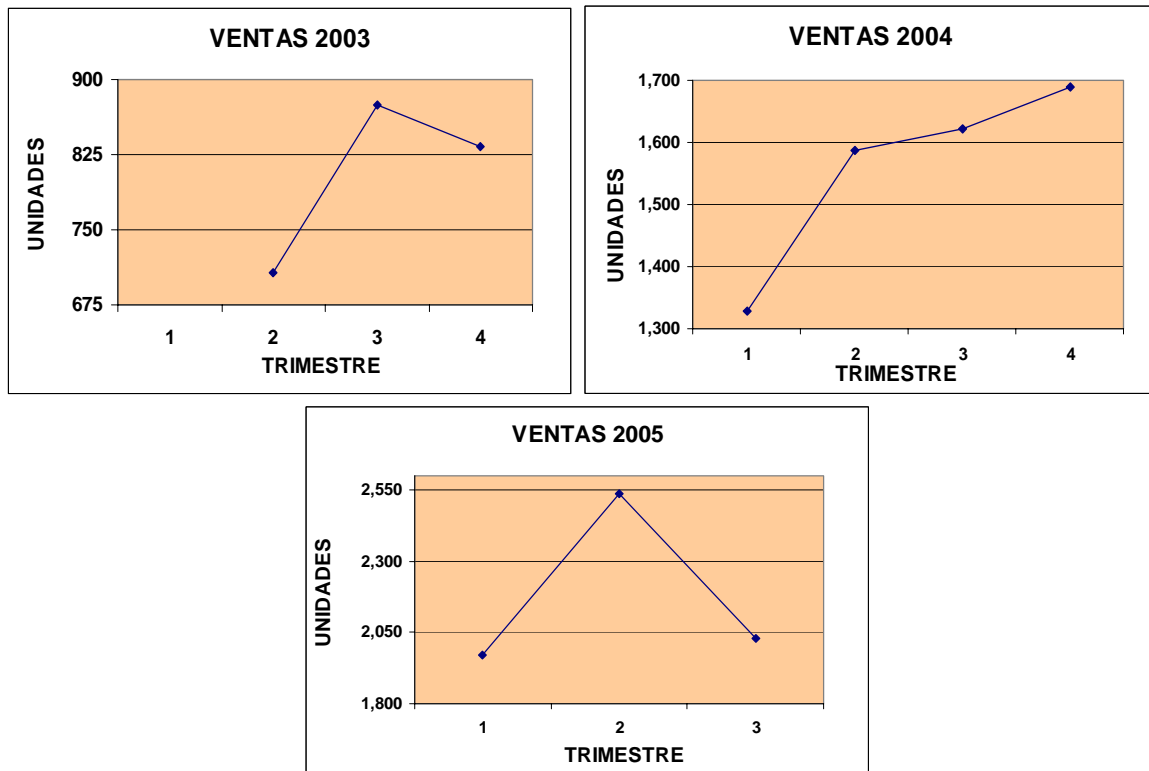 VENTAS 2003
900
825
750
675
UNIDADES
1 2 3 4
TRIMESTRE
VENTAS 2004
1,700
1,600
1,500
1,400
1,300
UNIDADES
1 2 3 4
TRIMESTRE
VENTAS 2005
2,550
2,300
2,050
1,800
UNIDADES
1 2 3
TRIMESTRE